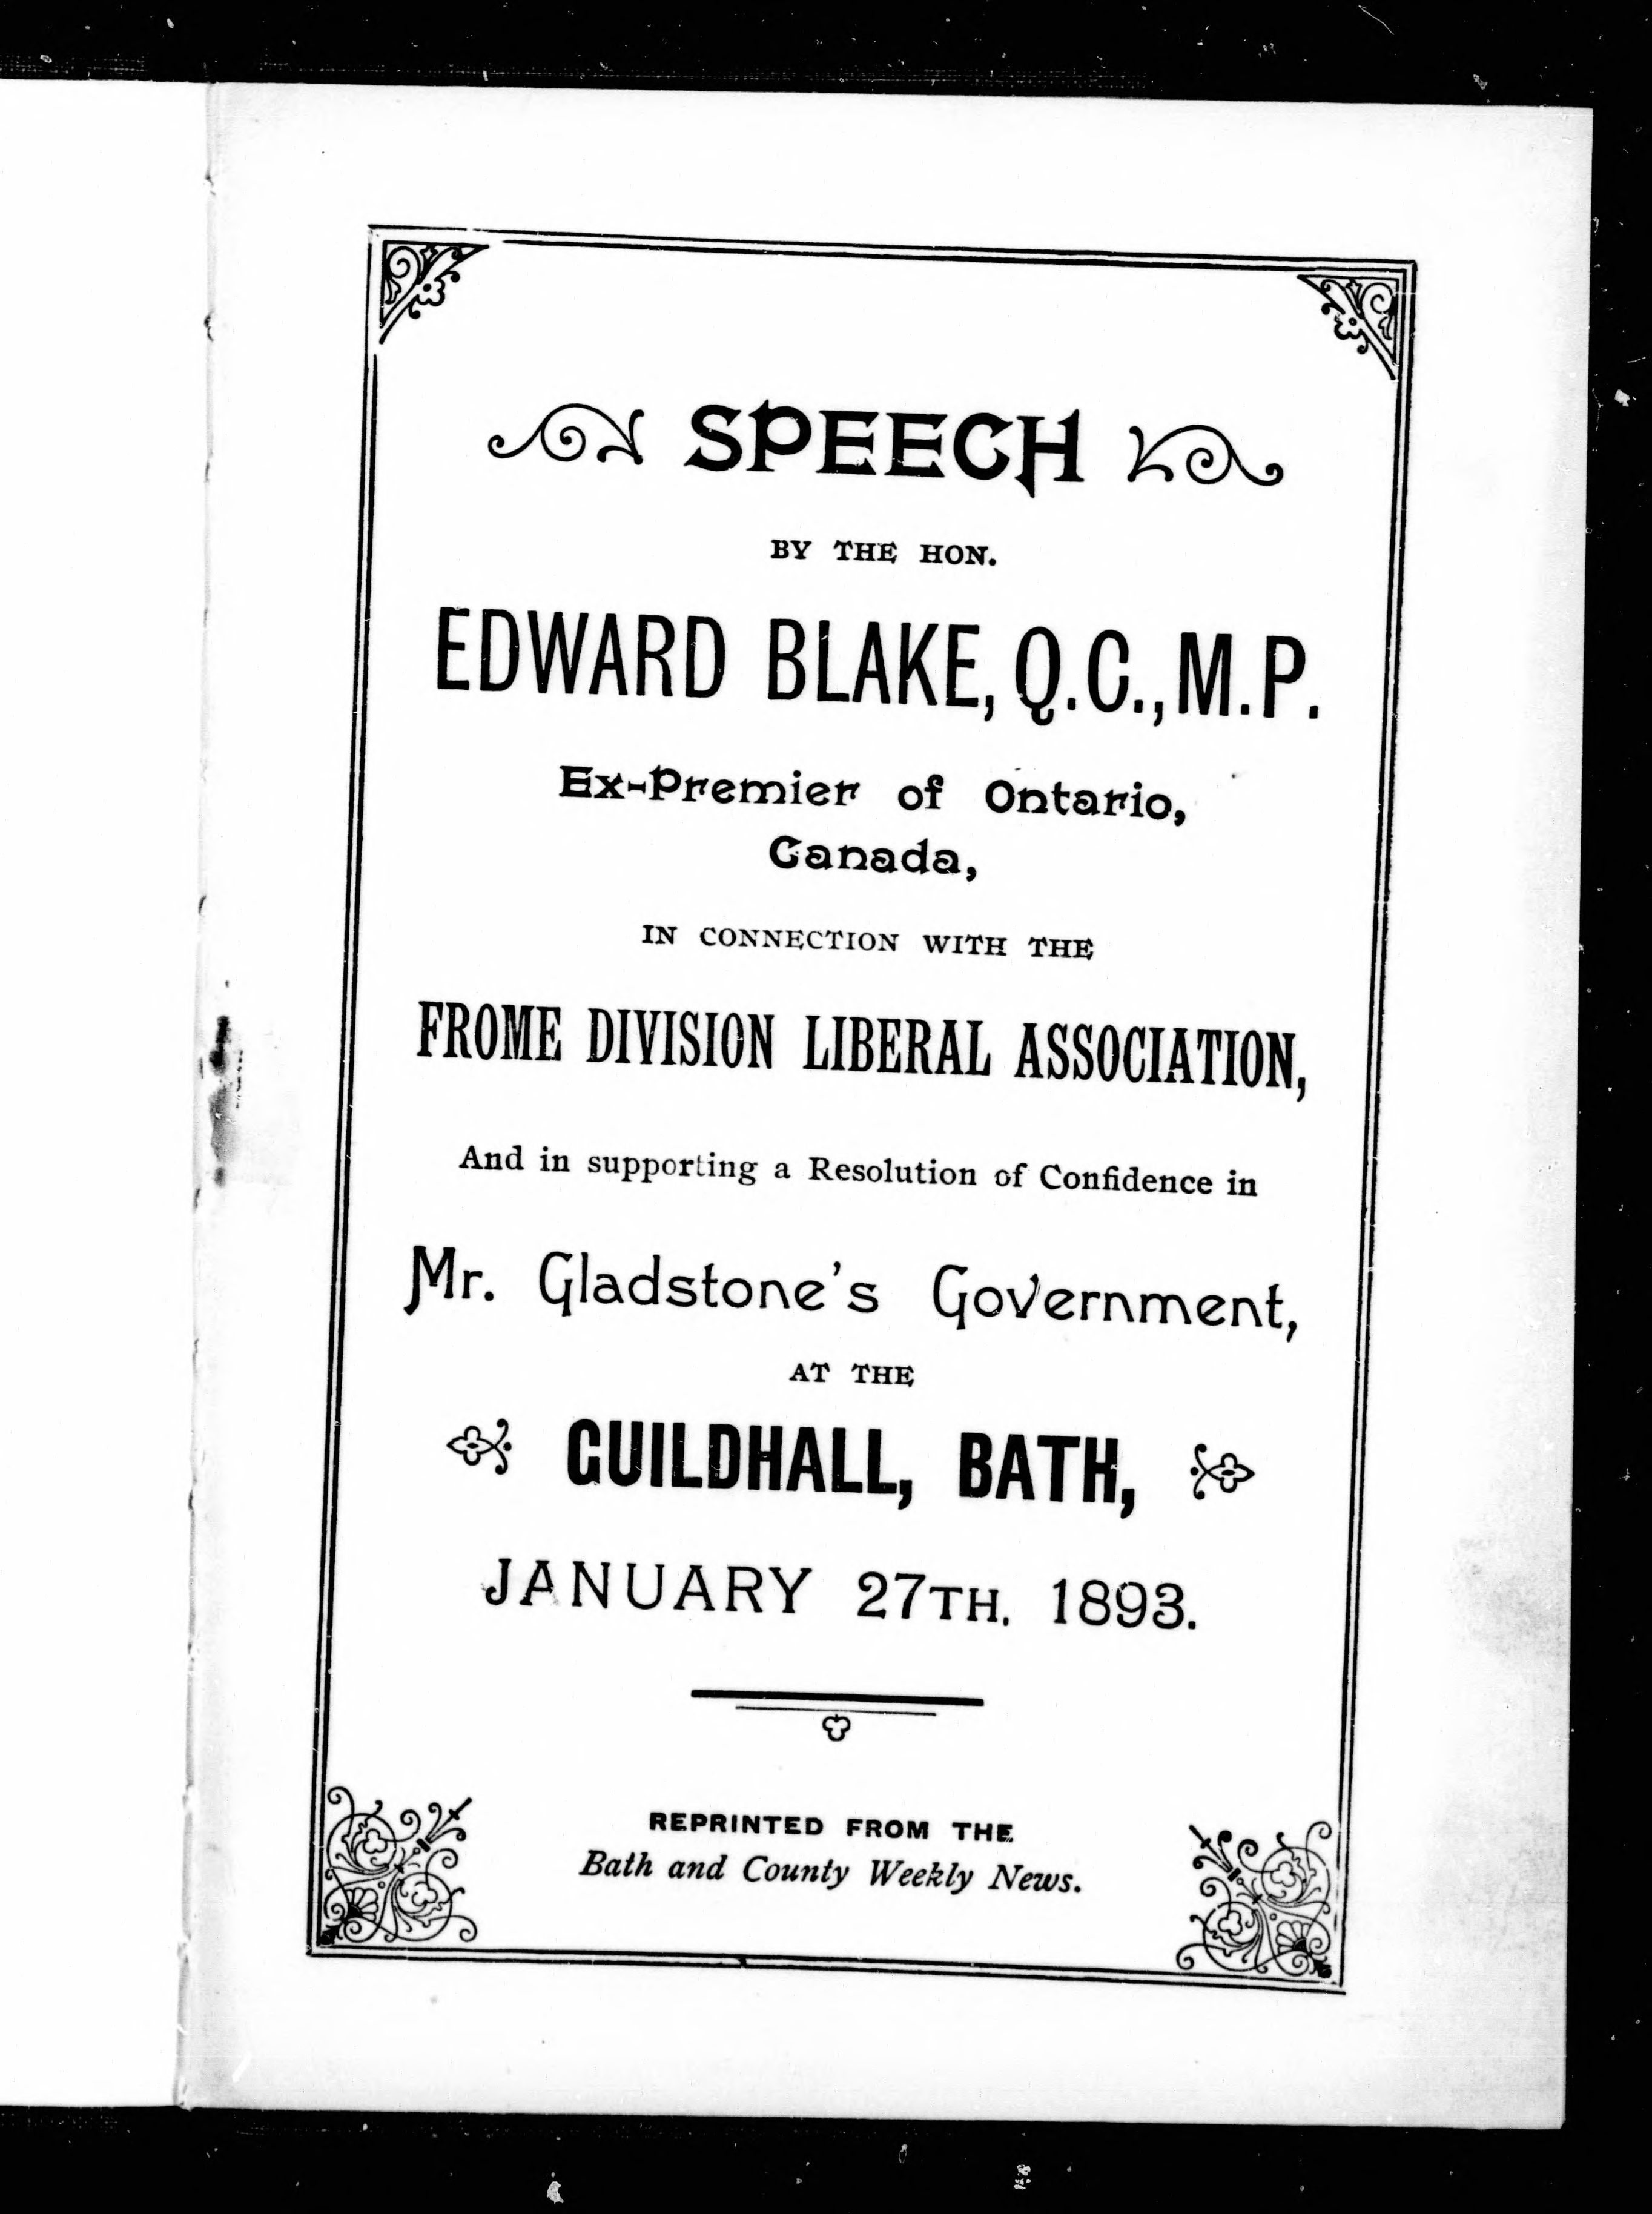 SPEECH
BY THE HON.
EDWARD BLAKE, Q.C., M.P.
Ex-Premier of Ontario,
Canada,
IN CONNECTION WITH THE
FROME DIVISION LIBERAL ASSOCIATION,
And in supporting a Resolution of Confidence in
Mr. Gladstone's Government,
AT THE
GUILDHALL, BATH,
JANUARY 27TH. 1893.
REPRINTED FROM THE
Bath and County Weekly News.